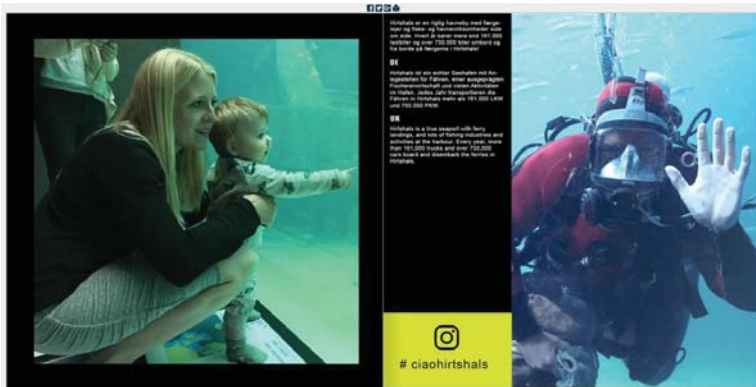 Hirtshals er en rigtig havneby med færge-
lejer og fiske- og havnevirksomheder side
om side. Hvert år kører mere end 161.000
lastbiler og over 750.000 biler ombord og
fra borde på færgerne i Hirtshals!
DE
Hirtshals ist ein echter Seehafen mit An-
legestellen für Fähren, einer ausgeprägten
Fischereiwirtschaft und vielen Aktivitäten
im Hafen. Jedes Jahr transportieren die
Fähren in Hirtshals mehr als 161.000 LKW
und 750.000 PKW.
UK
Hirtshals is a true seaport with ferry
landings, and lots of fishing industries and
activities at the harbour. Every year, more
than 161,000 trucks and over 750,000
cars board and disembark the ferries in
Hirtshals.
# ciaohirtshals